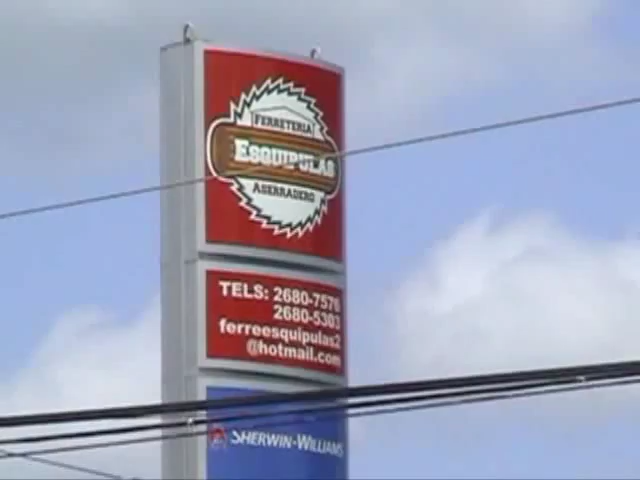 FERRETERIA
ESQUIPULAS
ASERRADERO
TELS: 2680-7576
2680-5303
ferreesquipulas2
@hotmail.com
SHERWIN-WILLIAMS